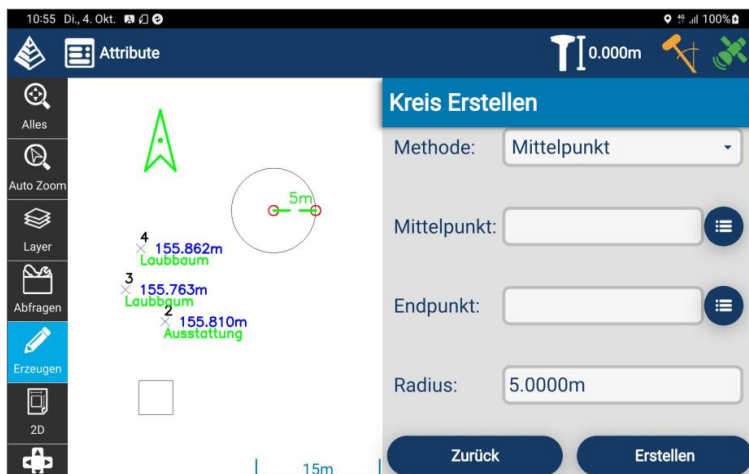 10:55 Di., 4. Okt.
100%
Attribute
0.000m
Alles
Auto Zoom
Layer
Abfragen
Erzeugen
2D
5m
4
155.862m
Laubbaum
3
155.763m
Laubbaum
2
155.810m
Ausstattung
15m
Kreis Erstellen
Methode: Mittelpunkt
Mittelpunkt:
Endpunkt:
Radius: 5.0000m
Zurück
Erstellen